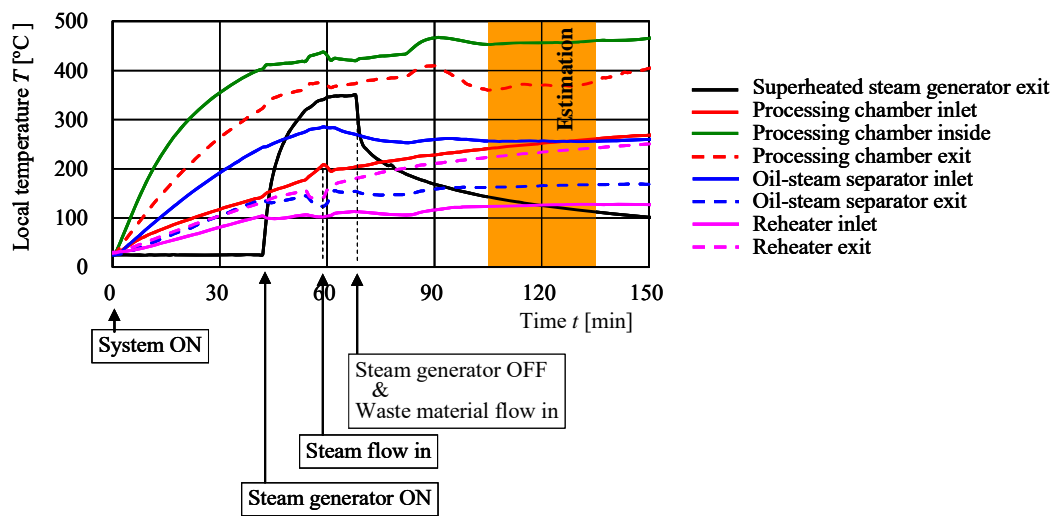 500
400
300
200
100
0
Local temperature T [ºC]
0
30
60
90
120
150
Time t [min]
Estimation
Superheated steam generator exit
Processing chamber inlet
Processing chamber inside
Processing chamber exit
Oil-steam separator inlet
Oil-steam separator exit
Reheater inlet
Reheater exit
System ON
Steam generator OFF
&
Waste material flow in
Steam flow in
Steam generator ON